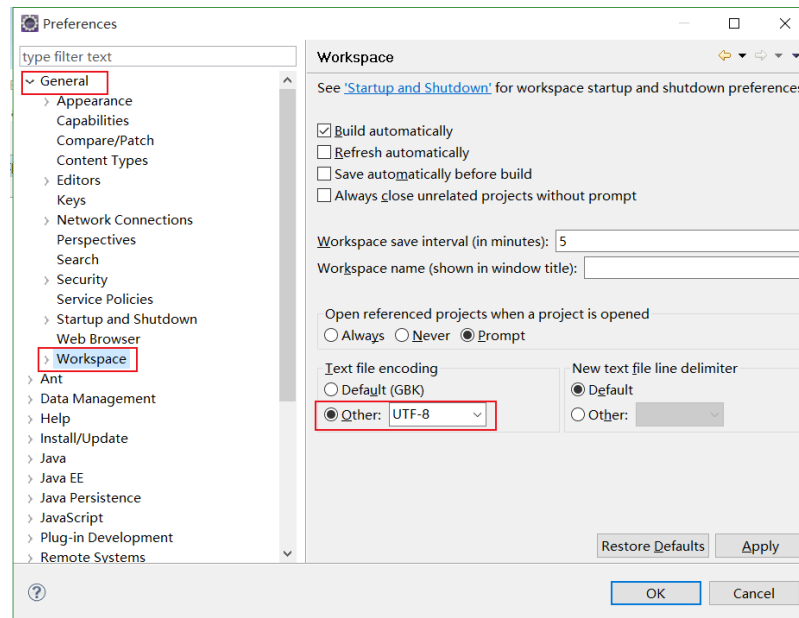 Preferences
type filter text
General
Appearance
Capabilities
Compare/Patch
Content Types
Editors
Keys
Network Connections
Perspectives
Search
Security
Service Policies
Startup and Shutdown
Web Browser
Workspace
Ant
Data Management
Help
Install/Update
Java
Java EE
Java Persistence
JavaScript
Plug-in Development
Remote Systems
Workspace
See 'Startup and Shutdown' for workspace startup and shutdown preferences
Build automatically
Refresh automatically
Save automatically before build
Always close unrelated projects without prompt
Workspace save interval (in minutes): 5
Workspace name (shown in window title):
Open referenced projects when a project is opened
Always Never Prompt
Text file encoding
Default (GBK)
Other: UTF-8
New text file line delimiter
Default
Other:
Restore Defaults Apply
OK Cancel